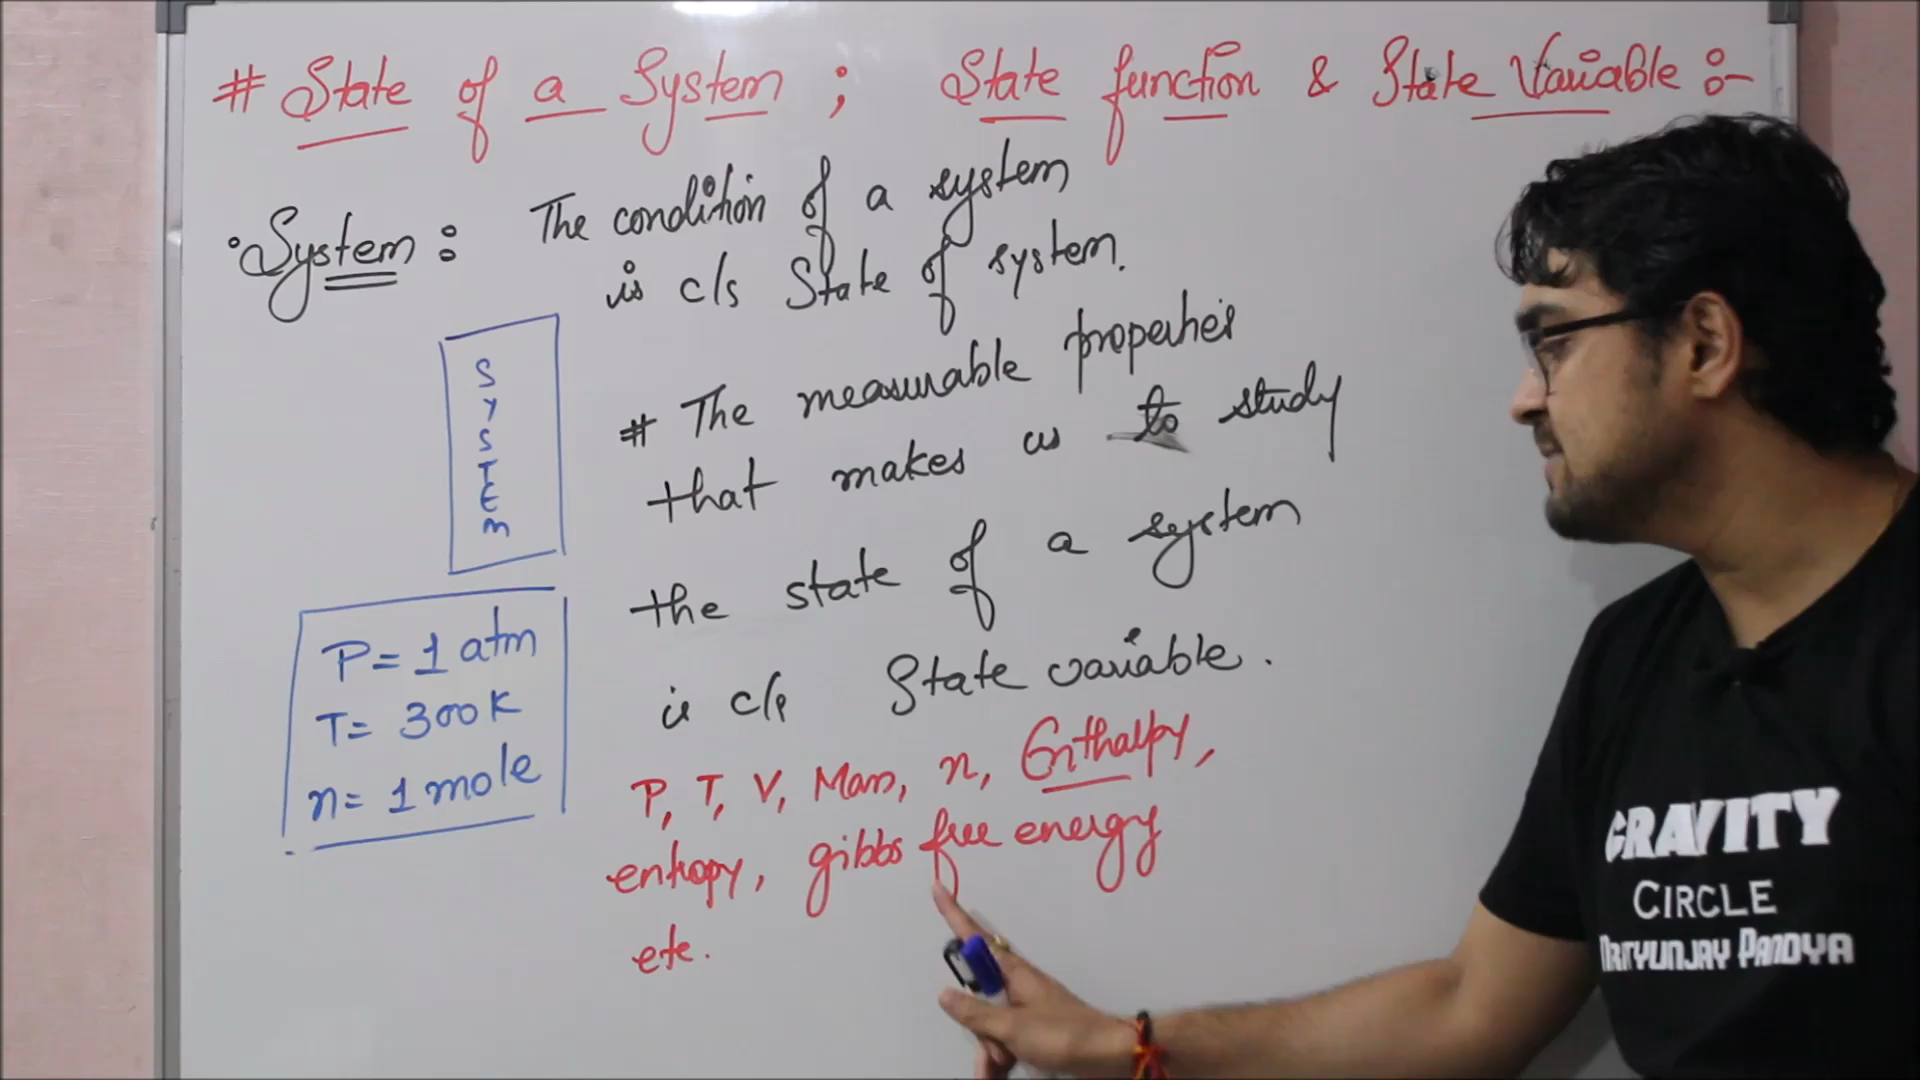 # State of a System ; State function & State Variable :-
System : The condition of a system
is c/s State of system.
# The measurable properties
that makes us to study
the state of a system
is c/s State variable.
P, T, V, Mass, n, Enthalpy,
entropy, gibbs free energy
etc.
SYSTEM
P = 1 atm
T = 300 K
n = 1 mole
GRAVITY
CIRCLE
MRITYUNJAY PANDYA